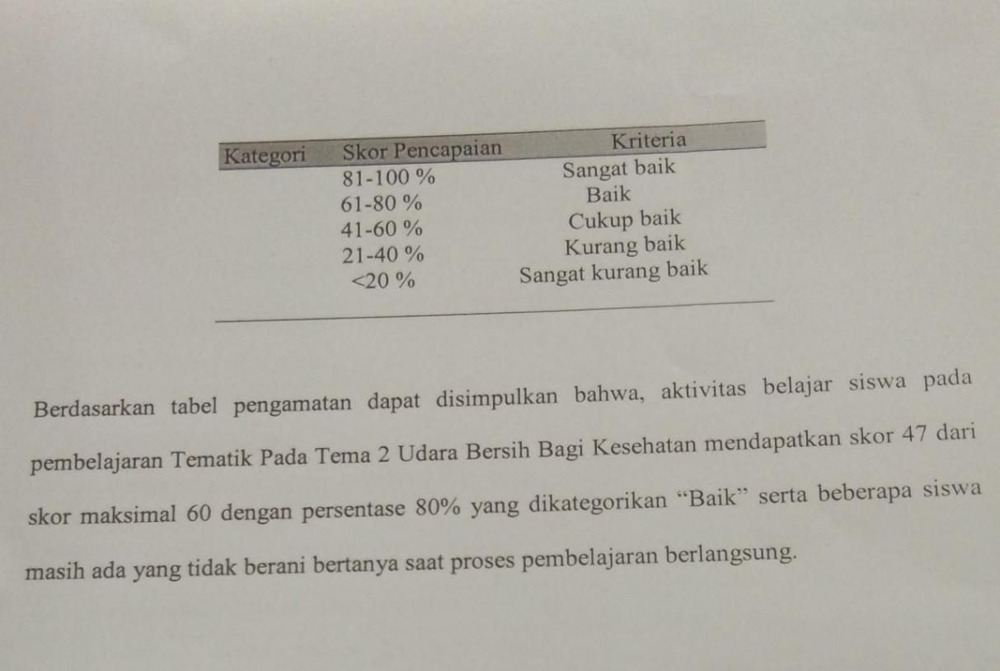 Kategori Skor Pencapaian Kriteria
81-100 % Sangat baik
61-80 % Baik
41-60 % Cukup baik
21-40 % Kurang baik
<20 % Sangat kurang baik
Berdasarkan tabel pengamatan dapat disimpulkan bahwa, aktivitas belajar siswa pada
pembelajaran Tematik Pada Tema 2 Udara Bersih Bagi Kesehatan mendapatkan skor 47 dari
skor maksimal 60 dengan persentase 80% yang dikategorikan “Baik” serta beberapa siswa
masih ada yang tidak berani bertanya saat proses pembelajaran berlangsung.